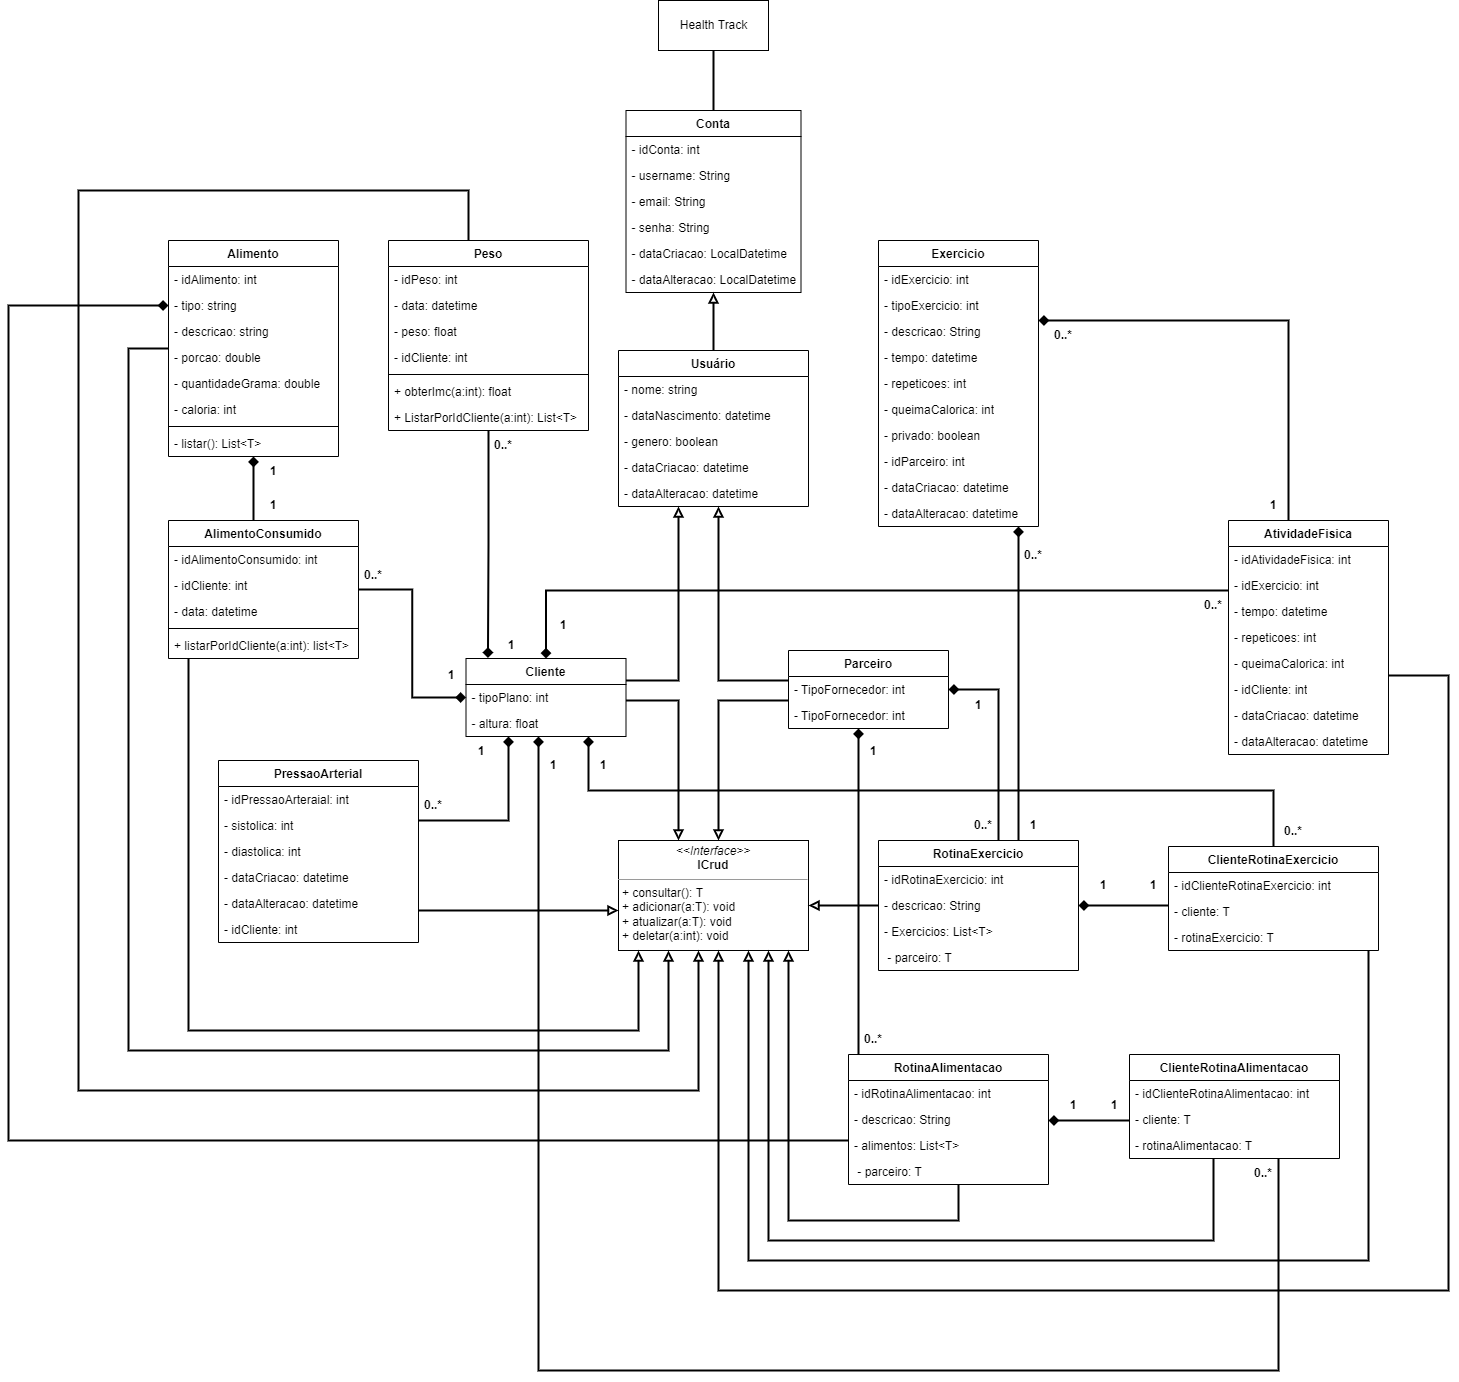 Health Track
Conta
- idConta: int
- username: String
- email: String
- senha: String
- dataCriacao: LocalDatetime
- dataAlteracao: LocalDatetime
Alimento
- idAlimento: int
- tipo: string
- descricao: string
- porcao: double
- quantidadeGrama: double
- caloria: int
- listar(): List<T>
1
1
Peso
- idPeso: int
- data: datetime
- peso: float
- idCliente: int
+ obterImc(a:int): float
+ ListarPorIdCliente(a:int): List<T>
0..*
Usuário
- nome: string
- dataNascimento: datetime
- genero: boolean
- dataCriacao: datetime
- dataAlteracao: datetime
Exercicio
- idExercicio: int
- tipoExercicio: int
- descricao: String
- tempo: datetime
- repeticoes: int
- queimaCalorica: int
- privado: boolean
- idParceiro: int
- dataCriacao: datetime
- dataAlteracao: datetime
0..*
0..*
1
AlimentoConsumido
- idAlimentoConsumido: int
- idCliente: int
- data: datetime
+ listarPorIdCliente(a:int): list<T>
0..*
AtividadeFisica
- idAtividadeFisica: int
- idExercicio: int
- tempo: datetime
- repeticoes: int
- queimaCalorica: int
- idCliente: int
- dataCriacao: datetime
- dataAlteracao: datetime
0..*
1
1
1
Cliente
- tipoPlano: int
- altura: float
1
1
1
Parceiro
- TipoFornecedor: int
- TipoFornecedor: int
1
1
PressaoArterial
- idPressaoArteraial: int
- sistolica: int
- diastolica: int
- dataCriacao: datetime
- dataAlteracao: datetime
- idCliente: int
0..*
<<Interface>>
ICrud
+ consultar(): T
+ adicionar(a:T): void
+ atualizar(a:T): void
+ deletar(a:int): void
0..*
1
RotinaExercicio
- idRotinaExercicio: int
- descricao: String
- Exercicios: List<T>
- parceiro: T
1
1
0..*
ClienteRotinaExercicio
- idClienteRotinaExercicio: int
- cliente: T
- rotinaExercicio: T
0..*
RotinaAlimentacao
- idRotinaAlimentacao: int
- descricao: String
- alimentos: List<T>
- parceiro: T
1
1
ClienteRotinaAlimentacao
- idClienteRotinaAlimentacao: int
- cliente: T
- rotinaAlimentacao: T
0..*